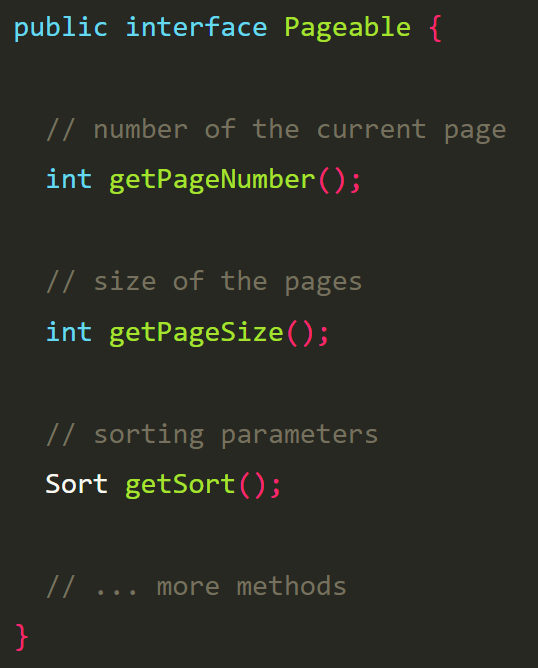 public interface Pageable {
// number of the current page
int getPageNumber();
// size of the pages
int getPageSize();
// sorting parameters
Sort getSort();
// ... more methods
}